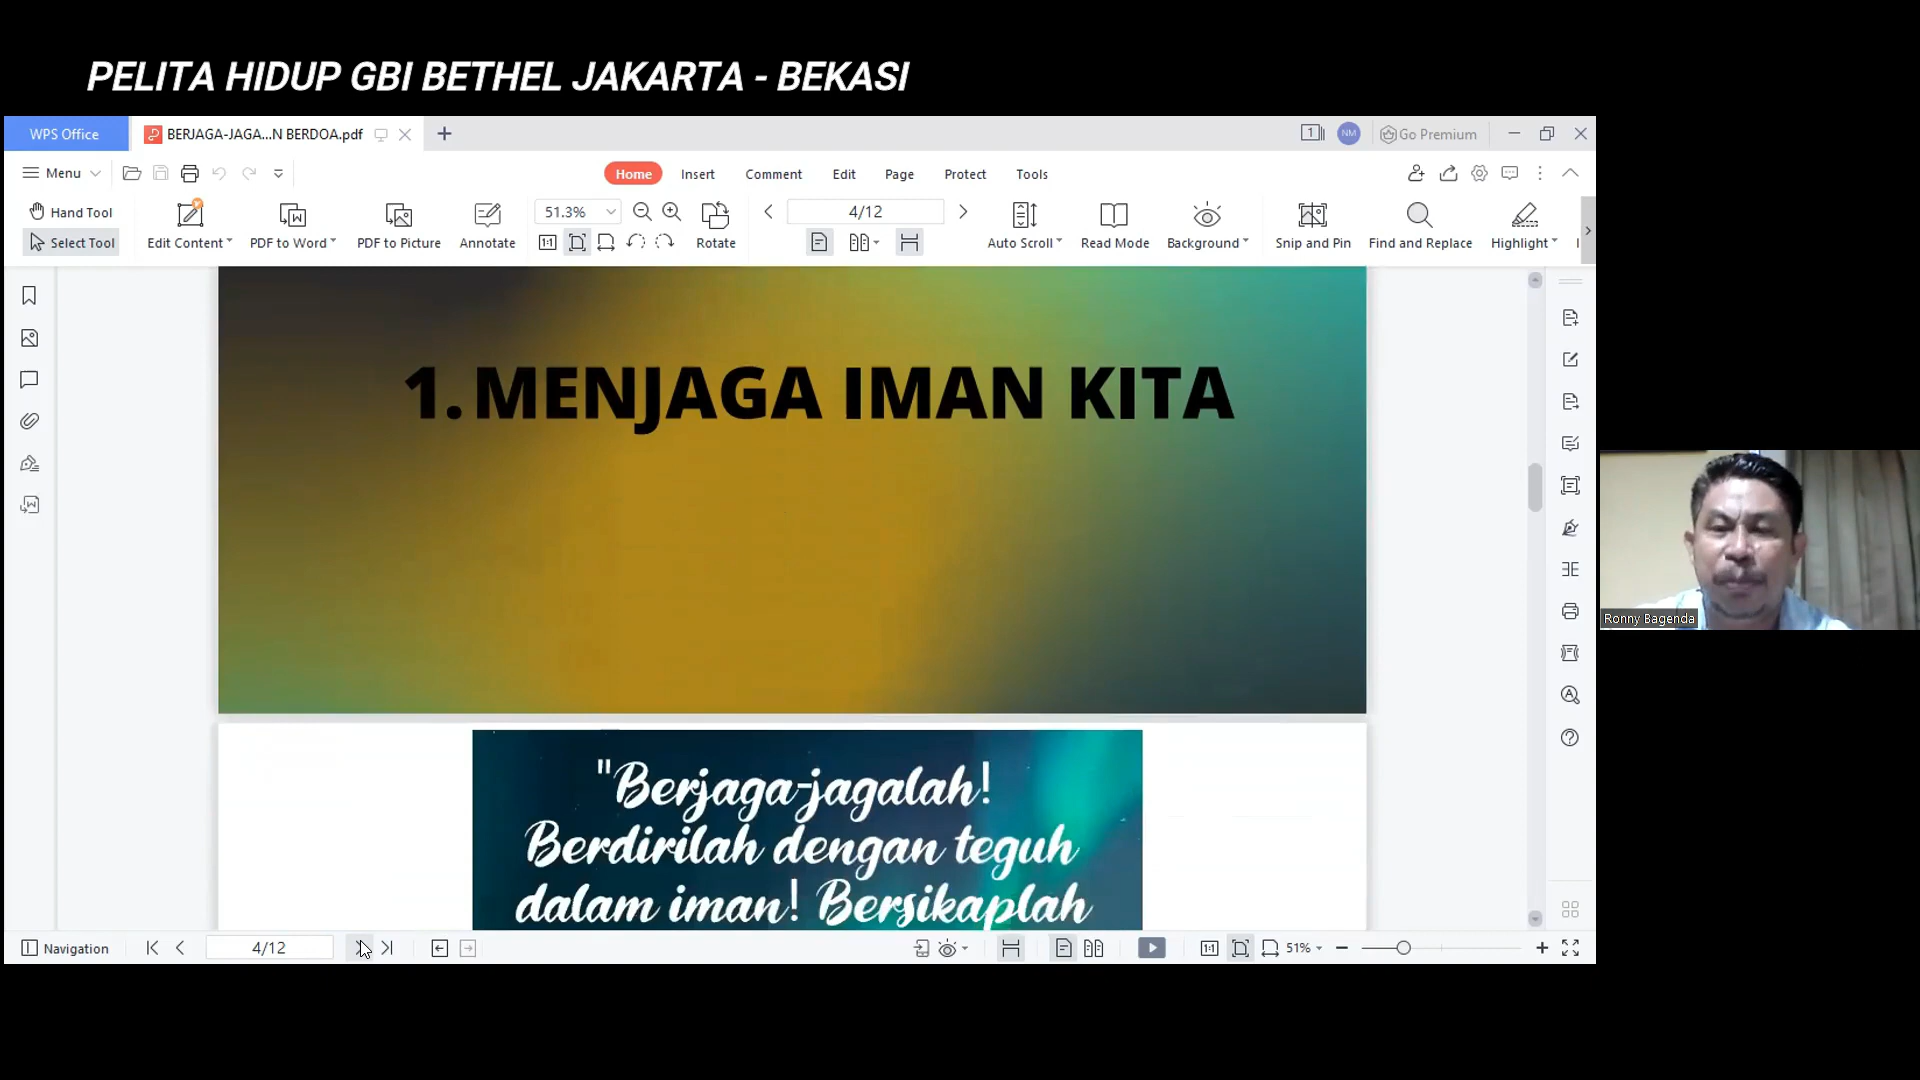 PELITA HIDUP GBI BETHEL JAKARTA - BEKASI
WPS Office
BERJAGA-JAGA...N BERDOA.pdf
1
NM
Go Premium
Menu
Home
Insert
Comment
Edit
Page
Protect
Tools
Hand Tool
Select Tool
Edit Content
PDF to Word
PDF to Picture
Annotate
51.3%
Rotate
4/12
Auto Scroll
Read Mode
Background
Snip and Pin
Find and Replace
Highlight
1. MENJAGA IMAN KITA
"Berjaga-jagalah!
Berdirilah dengan teguh
dalam iman! Bersikaplah
Ronny Bagenda
Navigation
4/12
51%